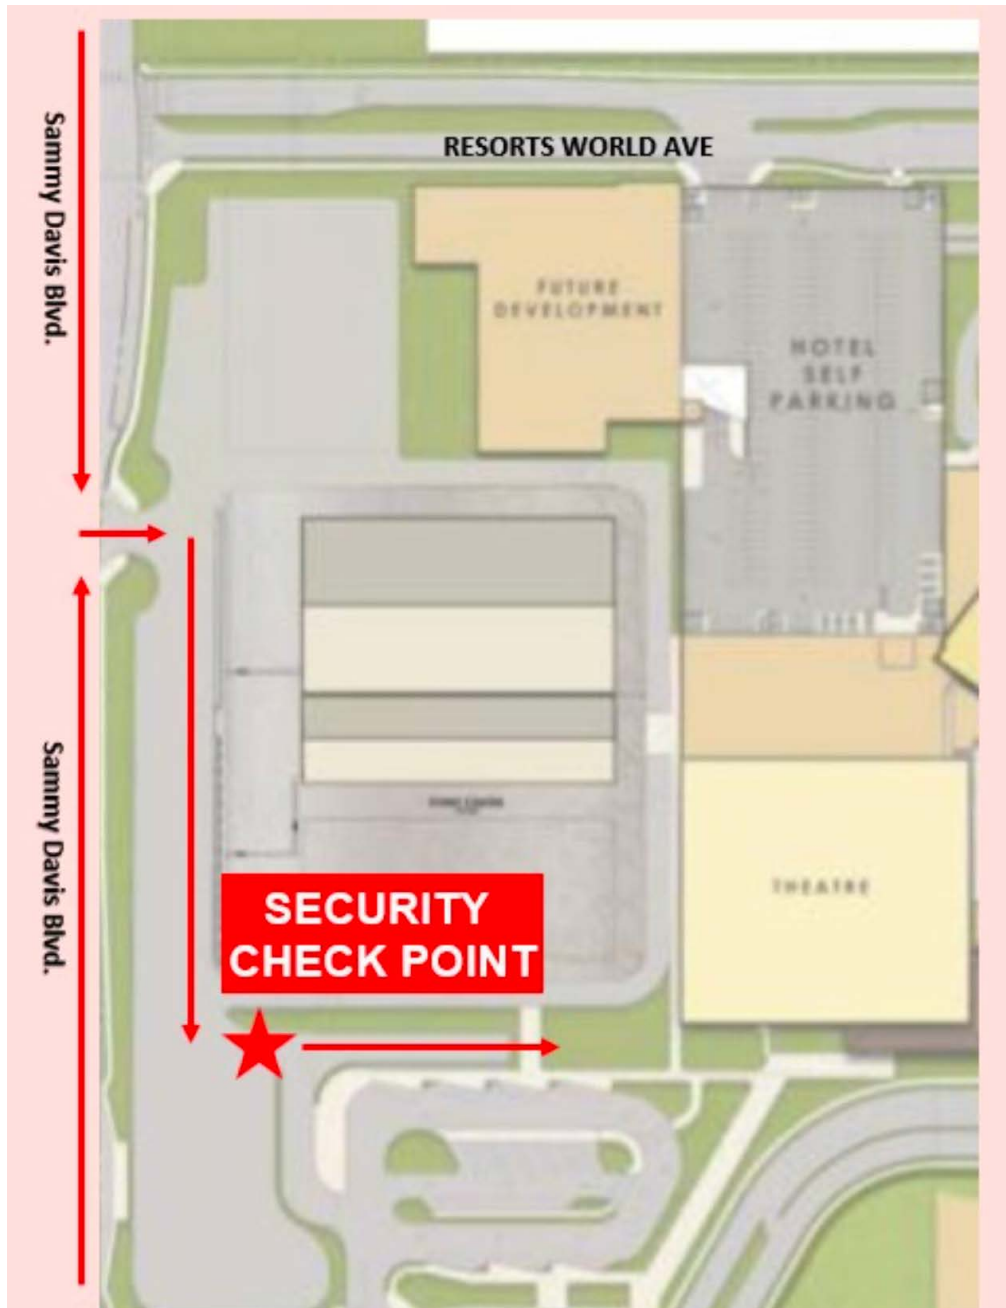 Sammy Davis Blvd.
RESORTS WORLD AVE
FUTURE
DEVELOPMENT
HOTEL
SELF
PARKING
Sammy Davis Blvd.
THEATRE
SECURITY
CHECK POINT